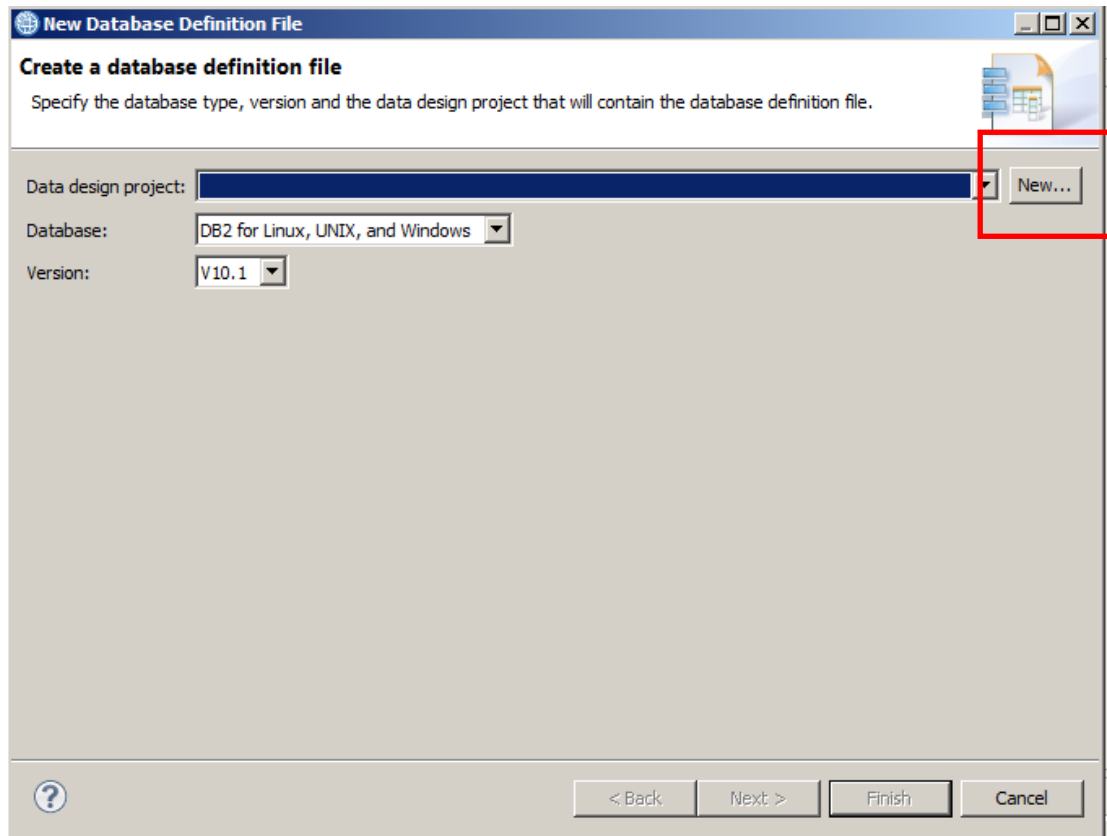 New Database Definition File
Create a database definition file
Specify the database type, version and the data design project that will contain the database definition file.
Data design project: New...
Database: DB2 for Linux, UNIX, and Windows
Version: V10.1
? < Back Next > Finish Cancel